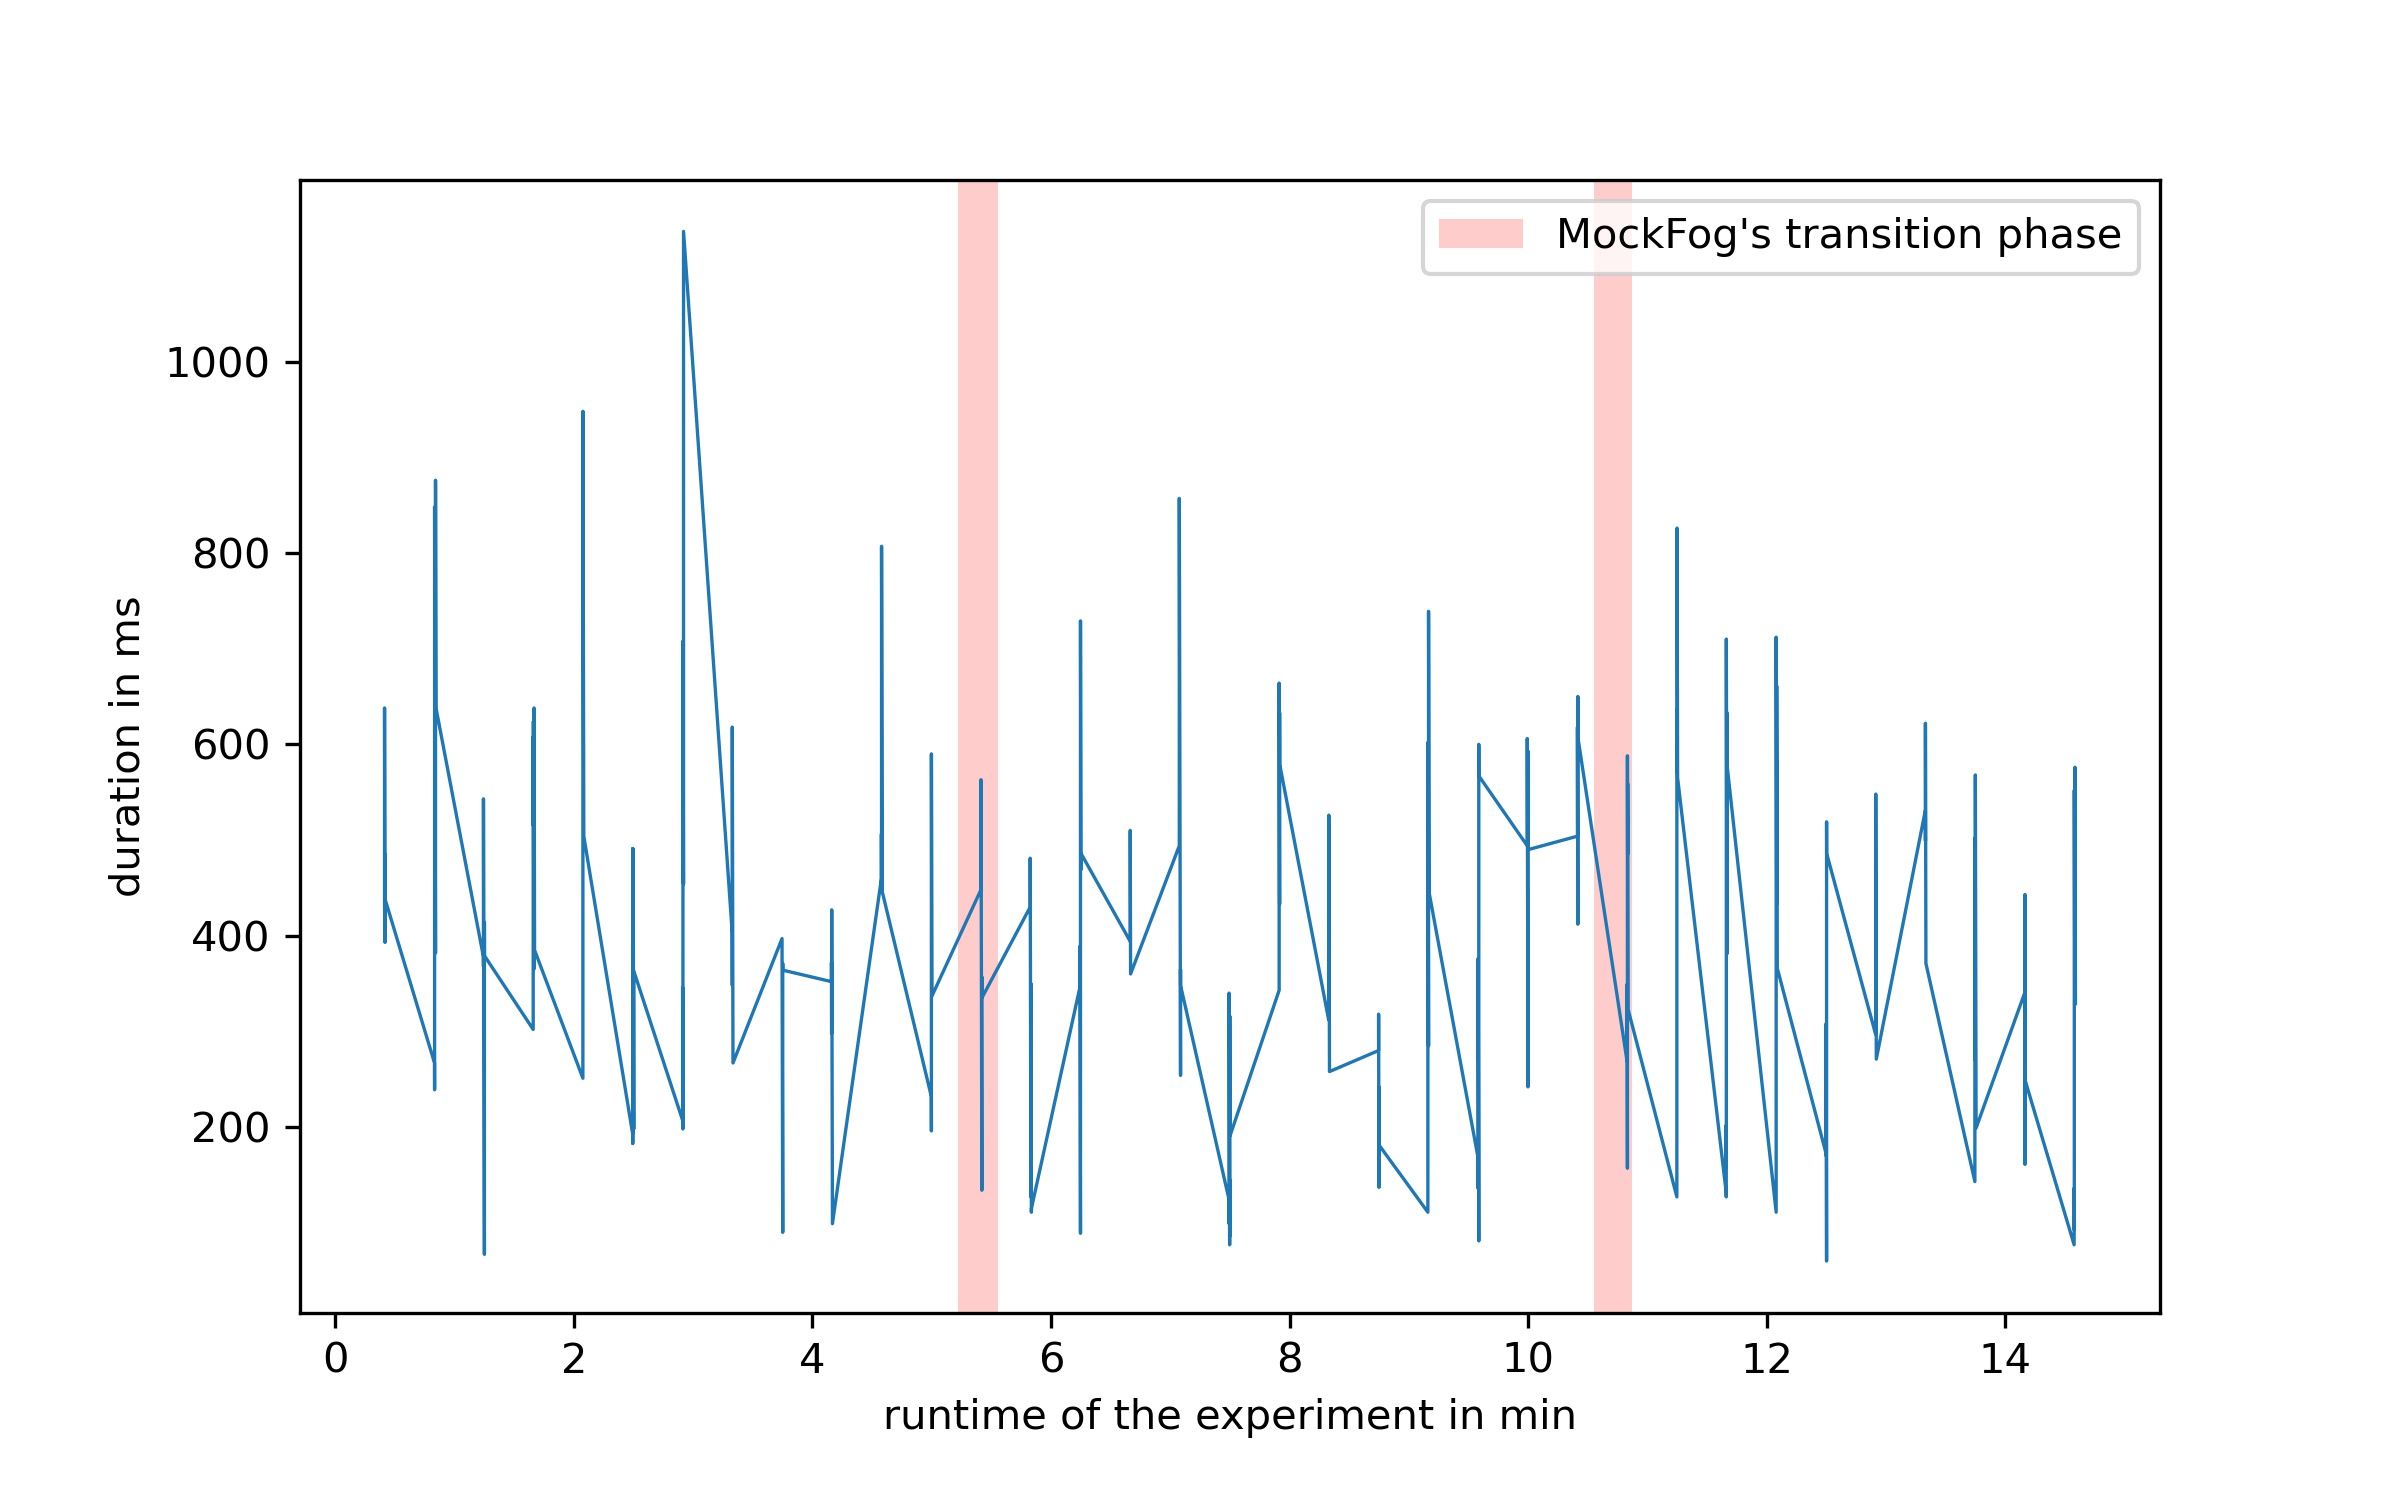 MockFog's transition phase
1000
800
600
400
200
duration in ms
0 2 4 6 8 10 12 14
runtime of the experiment in min